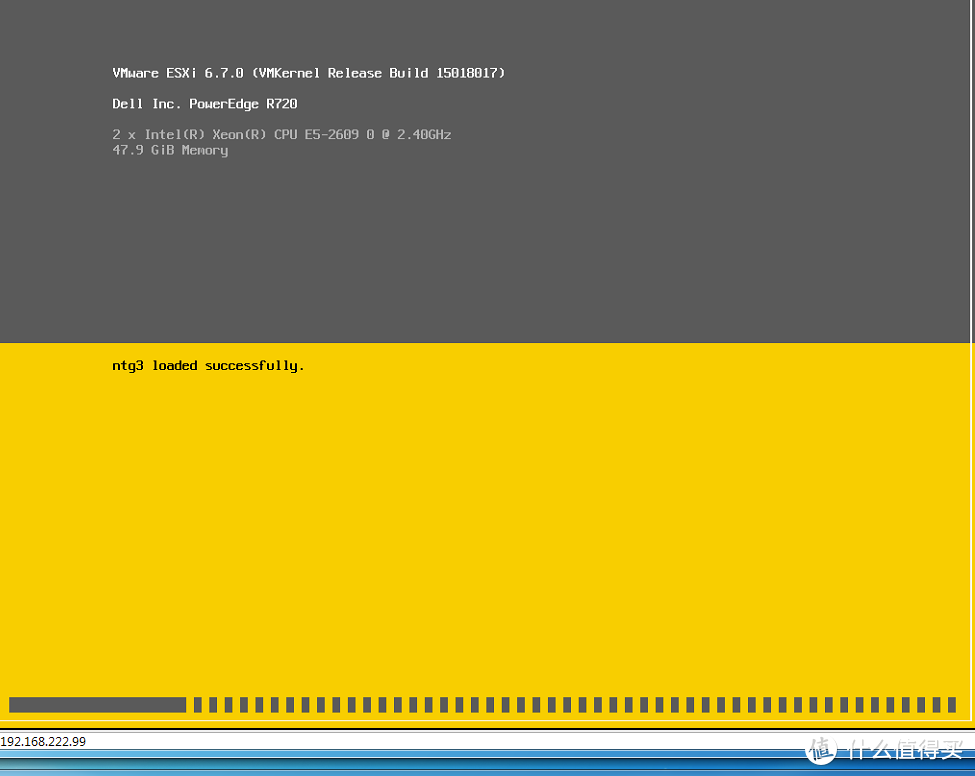 VMware ESXi 6.7.0 (VMKernel Release Build 15018017)
Dell Inc. PowerEdge R720
2 x Intel(R) Xeon(R) CPU E5-2609 0 @ 2.40GHz
47.9 GiB Memory
ntg3 loaded successfully.
192.168.222.99
值 什么值得买